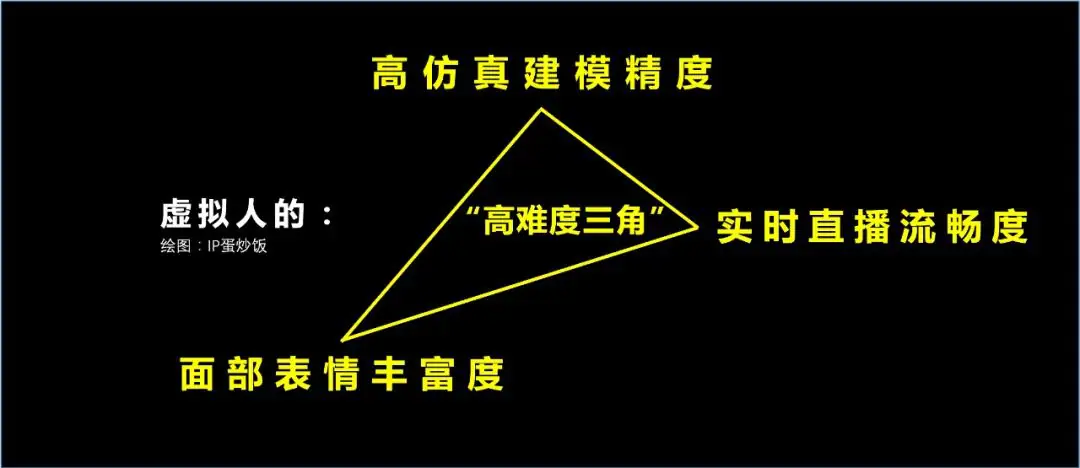 高仿真建模精度
虚拟人的：
绘图：IP蛋炒饭
“高难度三角”
实时直播流畅度
面部表情丰富度